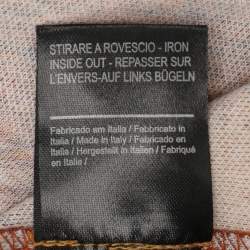 STIRARE A ROVESCIO - IRON
INSIDE OUT - REPASSER SUR
L'ENVERS-AUF LINKS BÜGELN
Fabricado em Italia / Fabbricato in
Italia / Made in Italy / Fabricado en
Italia / Hergestellt in Italien / Fabriqué
en Italie